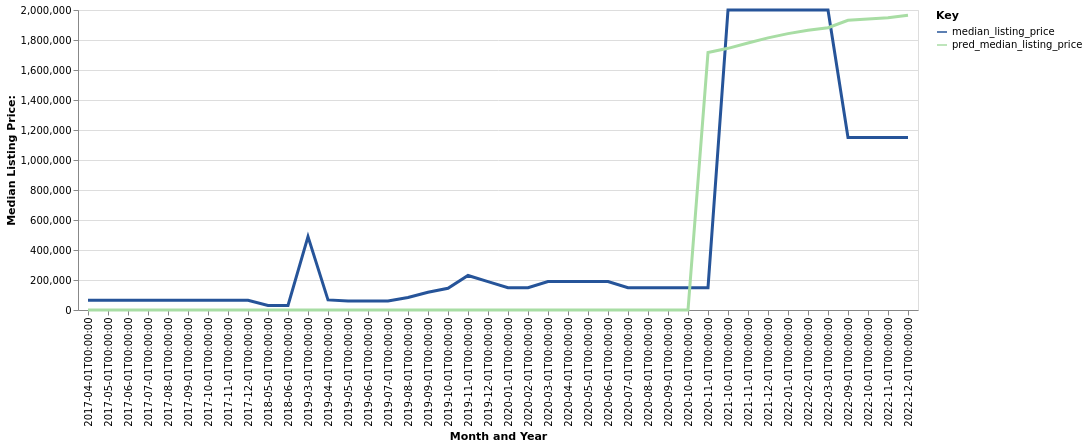 2,000,000
1,800,000
1,600,000
1,400,000
1,200,000
1,000,000
800,000
600,000
400,000
200,000
0
Median Listing Price:
2017-04-01T00:00:00
2017-05-01T00:00:00
2017-06-01T00:00:00
2017-07-01T00:00:00
2017-08-01T00:00:00
2017-09-01T00:00:00
2017-10-01T00:00:00
2017-11-01T00:00:00
2017-12-01T00:00:00
2018-05-01T00:00:00
2018-06-01T00:00:00
2019-03-01T00:00:00
2019-04-01T00:00:00
2019-05-01T00:00:00
2019-06-01T00:00:00
2019-07-01T00:00:00
2019-08-01T00:00:00
2019-09-01T00:00:00
2019-10-01T00:00:00
2019-11-01T00:00:00
2019-12-01T00:00:00
2020-01-01T00:00:00
2020-02-01T00:00:00
2020-03-01T00:00:00
2020-04-01T00:00:00
2020-05-01T00:00:00
2020-06-01T00:00:00
2020-07-01T00:00:00
2020-08-01T00:00:00
2020-09-01T00:00:00
2020-10-01T00:00:00
2020-11-01T00:00:00
2021-10-01T00:00:00
2021-11-01T00:00:00
2021-12-01T00:00:00
2022-01-01T00:00:00
2022-02-01T00:00:00
2022-03-01T00:00:00
2022-09-01T00:00:00
2022-10-01T00:00:00
2022-11-01T00:00:00
2022-12-01T00:00:00
Month and Year
Key
median_listing_price
pred_median_listing_price